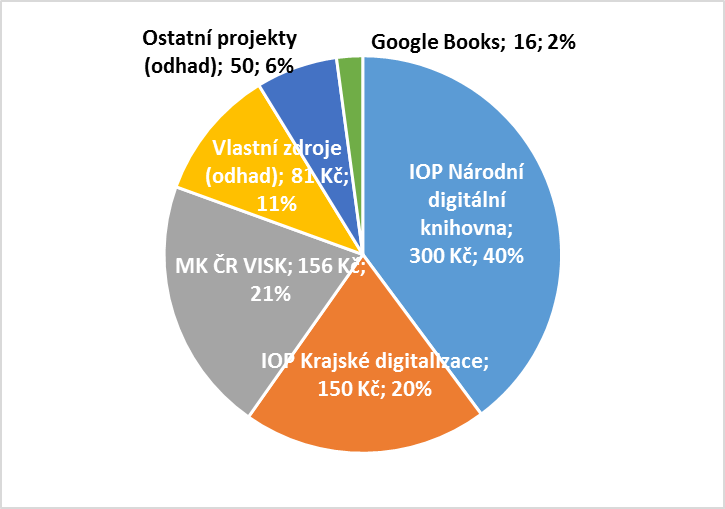 Ostatní projekty
(odhad); 50; 6%
Google Books; 16; 2%
IOP Národní
digitální
knihovna;
300 Kč; 40%
Vlastní zdroje
(odhad); 81 Kč;
11%
MK ČR VISK; 156 Kč;
21%
IOP Krajské digitalizace;
150 Kč; 20%